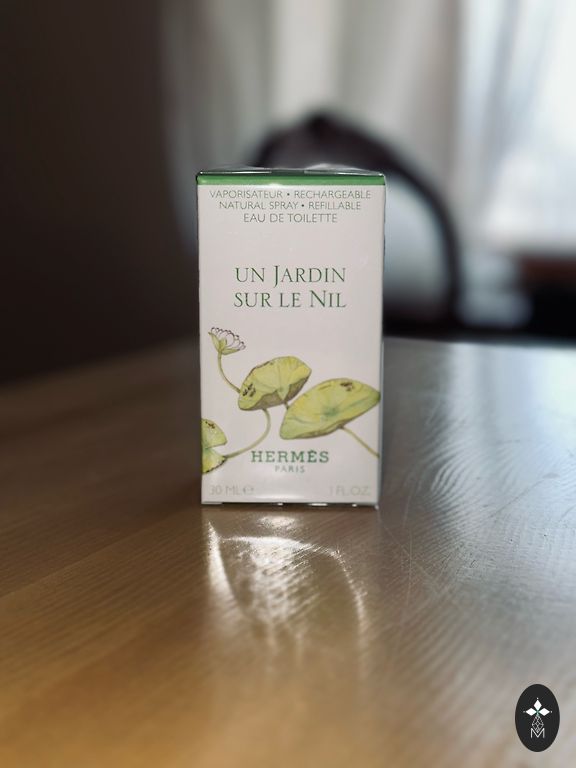 VAPORISATEUR • RECHARGEABLE
NATURAL SPRAY • REFILLABLE
EAU DE TOILETTE
UN JARDIN
SUR LE NIL
HERMÈS
PARIS
30 ML℮ 1 FL.OZ.
M